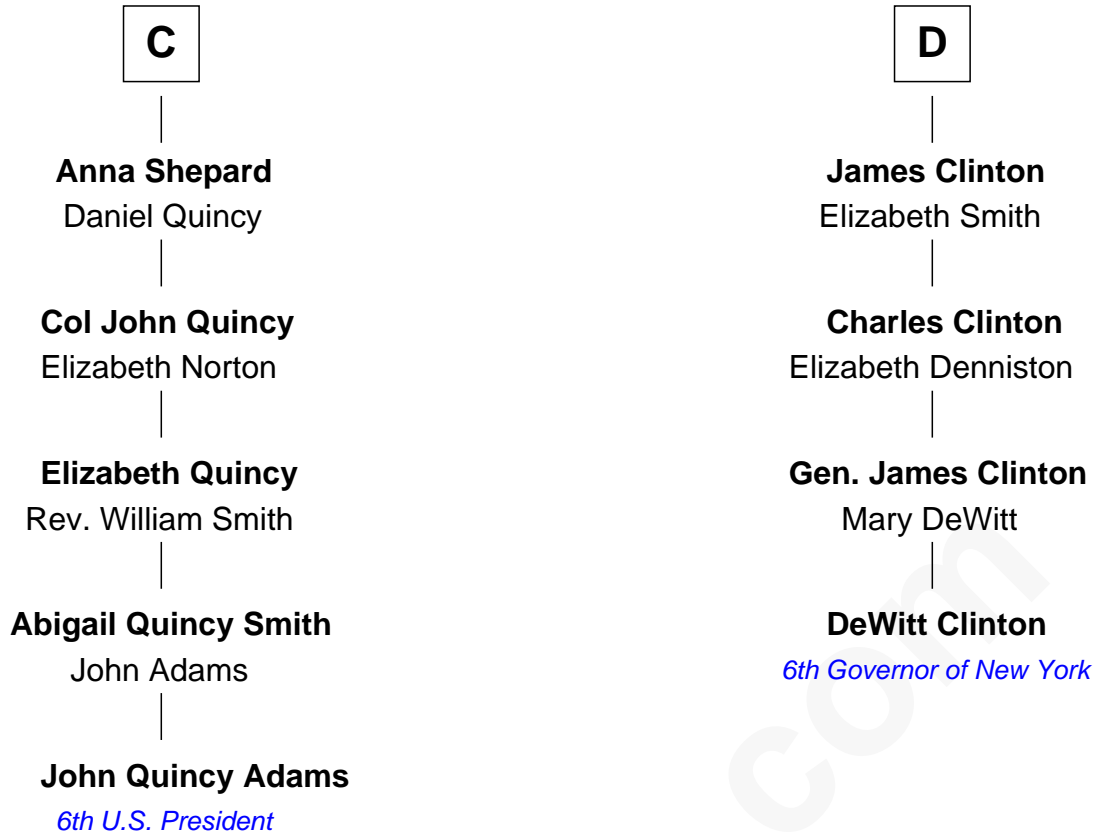 C
Anna Shepard
Daniel Quincy
Col John Quincy
Elizabeth Norton
Elizabeth Quincy
Rev. William Smith
Abigail Quincy Smith
John Adams
John Quincy Adams
6th U.S. President
D
James Clinton
Elizabeth Smith
Charles Clinton
Elizabeth Denniston
Gen. James Clinton
Mary DeWitt
DeWitt Clinton
6th Governor of New York
com